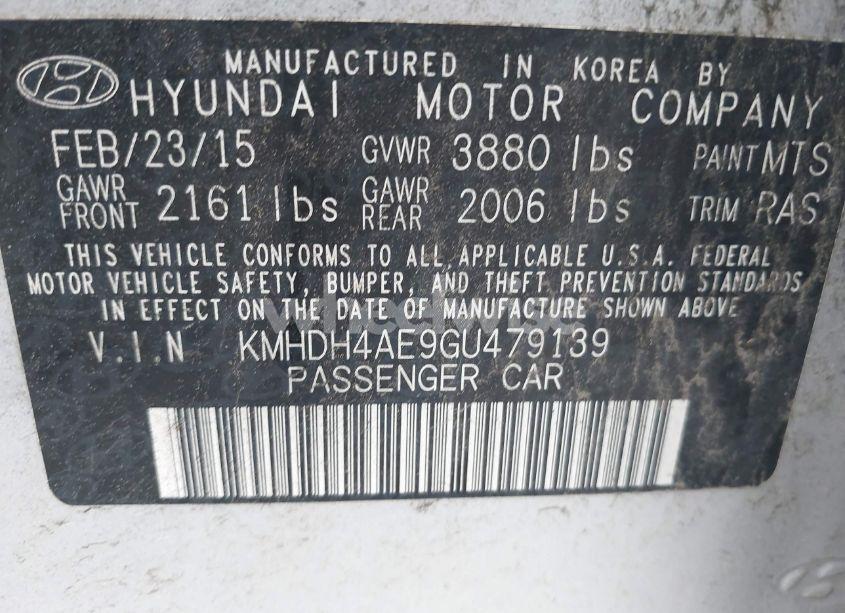 MANUFACTURED IN KOREA BY
HYUNDAI MOTOR COMPANY
FEB/23/15 GVWR 3880 lbs PAINT MTS
GAWR FRONT 2161 lbs GAWR REAR 2006 lbs TRIM RAS
THIS VEHICLE CONFORMS TO ALL APPLICABLE U.S.A. FEDERAL
MOTOR VEHICLE SAFETY, BUMPER, AND THEFT PREVENTION STANDARDS
IN EFFECT ON THE DATE OF MANUFACTURE SHOWN ABOVE
V.I.N KMHDH4AE9GU479139
PASSENGER CAR